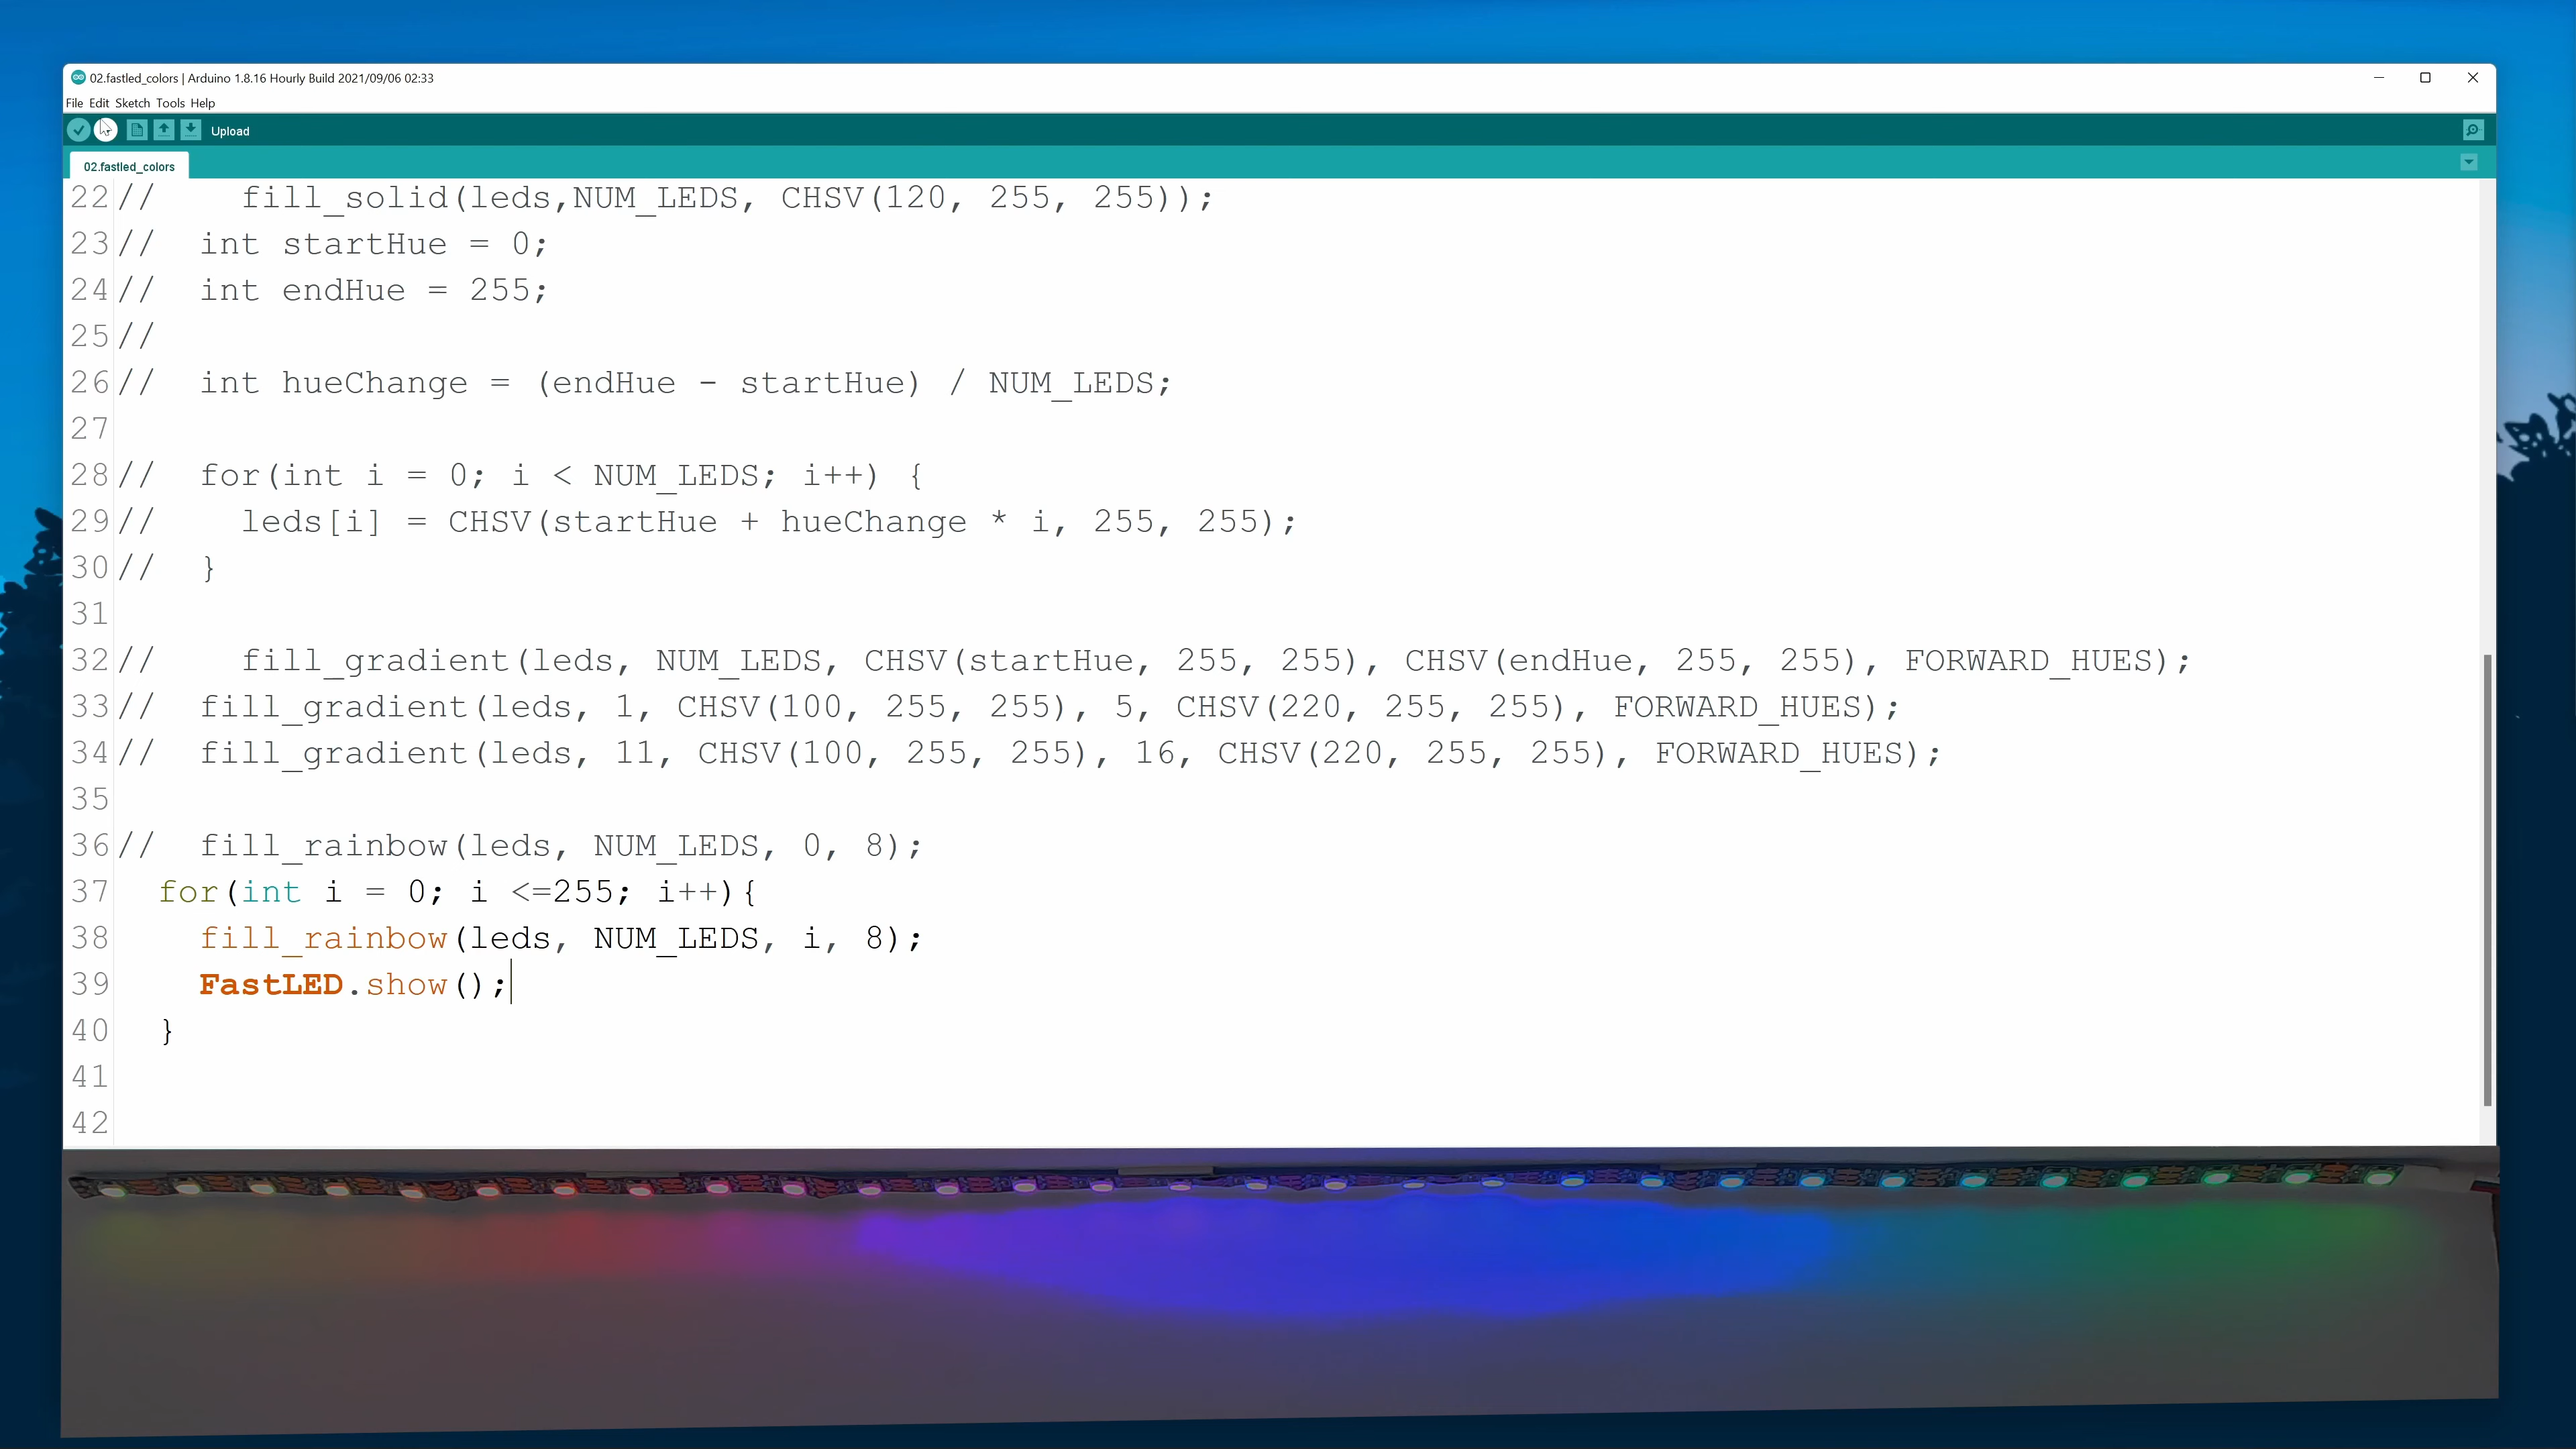 02.fastled_colors | Arduino 1.8.16 Hourly Build 2021/09/06 02:33
File Edit Sketch Tools Help
Upload
02.fastled_colors
22//    fill_solid(leds,NUM_LEDS, CHSV(120, 255, 255));
23//  int startHue = 0;
24//  int endHue = 255;
25//
26//  int hueChange = (endHue - startHue) / NUM_LEDS;
27
28//  for(int i = 0; i < NUM_LEDS; i++) {
29//    leds[i] = CHSV(startHue + hueChange * i, 255, 255);
30//  }
31
32//    fill_gradient(leds, NUM_LEDS, CHSV(startHue, 255, 255), CHSV(endHue, 255, 255), FORWARD_HUES);
33//  fill_gradient(leds, 1, CHSV(100, 255, 255), 5, CHSV(220, 255, 255), FORWARD_HUES);
34//  fill_gradient(leds, 11, CHSV(100, 255, 255), 16, CHSV(220, 255, 255), FORWARD_HUES);
35
36//  fill_rainbow(leds, NUM_LEDS, 0, 8);
37  for(int i = 0; i <=255; i++){
38    fill_rainbow(leds, NUM_LEDS, i, 8);
39    FastLED.show();
40  }
41
42